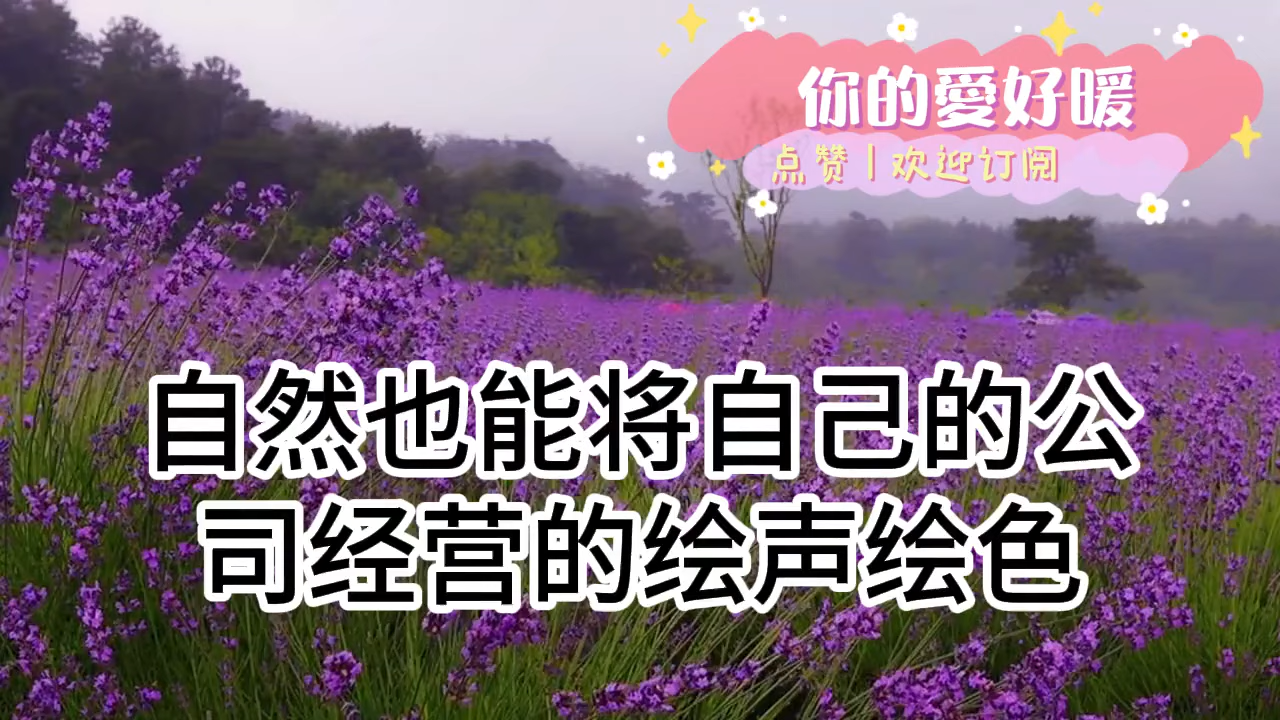 你的愛好暖
点赞 | 欢迎订阅
自然也能将自己的公
司经营的绘声绘色